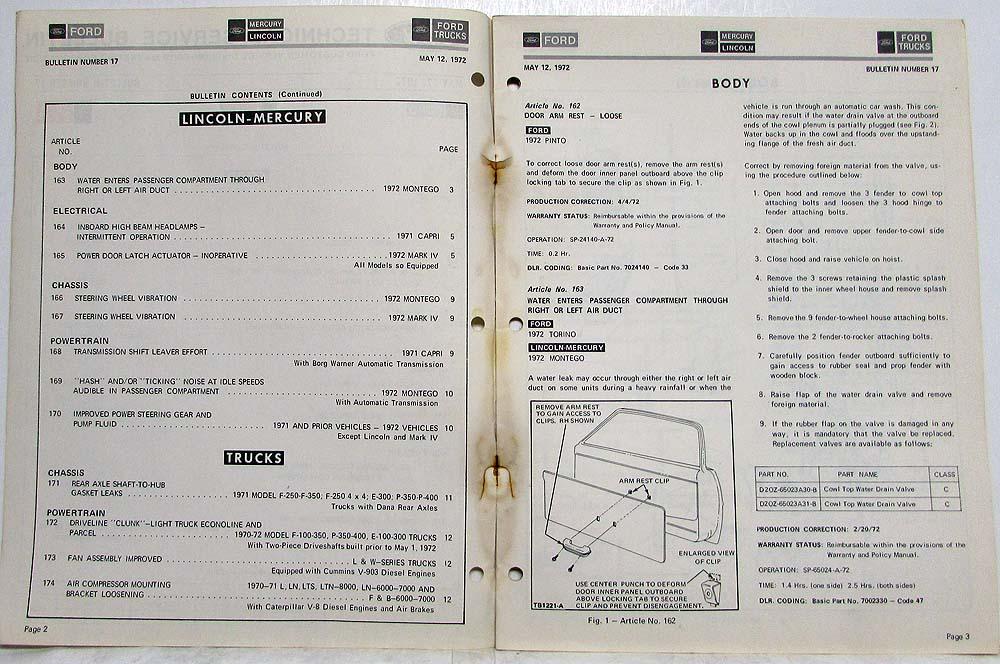 FORD
MERCURY
LINCOLN
FORD
TRUCKS
BULLETIN NUMBER 17
MAY 12, 1972
BULLETIN CONTENTS (Continued)
LINCOLN-MERCURY
ARTICLE
NO.
PAGE
BODY
163 WATER ENTERS PASSENGER COMPARTMENT THROUGH
RIGHT OR LEFT AIR DUCT . . . . . . . . . . 1972 MONTEGO 3
ELECTRICAL
164 INBOARD HIGH BEAM HEADLAMPS –
INTERMITTENT OPERATION . . . . . . . . . . 1971 CAPRI 5
165 POWER DOOR LATCH ACTUATOR – INOPERATIVE . . . . . . . . . . 1972 MARK IV 5
All Models so Equipped
CHASSIS
166 STEERING WHEEL VIBRATION . . . . . . . . . . 1972 MONTEGO 9
167 STEERING WHEEL VIBRATION . . . . . . . . . . 1972 MARK IV 9
POWERTRAIN
168 TRANSMISSION SHIFT LEAVER EFFORT . . . . . . . . . . 1971 CAPRI 9
With Borg Warner Automatic Transmission
169 "HASH" AND/OR "TICKING" NOISE AT IDLE SPEEDS
AUDIBLE IN PASSENGER COMPARTMENT . . . . . . . . . . 1972 MONTEGO 10
With Automatic Transmission
170 IMPROVED POWER STEERING GEAR AND
PUMP FLUID . . . . . . . . . . 1971 AND PRIOR VEHICLES – 1972 VEHICLES 10
Except Lincoln and Mark IV
TRUCKS
CHASSIS
171 REAR AXLE SHAFT-TO-HUB
GASKET LEAKS . . . . . . . . . . 1971 MODEL F-250-F-350; F-250 4 x 4; E-300; P-350-P-400 11
Trucks with Dana Rear Axles
POWERTRAIN
172 DRIVELINE "CLUNK"–LIGHT TRUCK ECONOLINE AND
PARCEL . . . . . . . . . . 1970-72 MODEL F-100-350, P-350-400, E-100-300 TRUCKS 12
With Two-Piece Driveshafts built prior to May 1, 1972
173 FAN ASSEMBLY IMPROVED . . . . . . . . . . L & W–SERIES TRUCKS 12
Equipped with Cummins V-903 Diesel Engines
174 AIR COMPRESSOR MOUNTING 1970–71 L, LN, LTS, LTN–8000, LN–6000–7000 AND
BRACKET LOOSENING . . . . . . . . . . F & B–6000–7000 12
With Caterpillar V-8 Diesel Engines and Air Brakes
Page 2
FORD
MERCURY
LINCOLN
FORD
TRUCKS
MAY 12, 1972
BULLETIN NUMBER 17
BODY
Article No. 162
DOOR ARM REST – LOOSE
FORD
1972 PINTO
To correct loose door arm rest(s), remove the arm rest(s)
and deform the door inner panel outboard above the clip
locking tab to secure the clip as shown in Fig. 1.
PRODUCTION CORRECTION: 4/4/72
WARRANTY STATUS: Reimbursable within the provisions of the
Warranty and Policy Manual.
OPERATION: SP-24140-A-72
TIME: 0.2 Hr.
DLR. CODING: Basic Part No. 7024140 – Code 33
Article No. 163
WATER ENTERS PASSENGER COMPARTMENT THROUGH
RIGHT OR LEFT AIR DUCT
FORD
1972 TORINO
LINCOLN-MERCURY
1972 MONTEGO
A water leak may occur through either the right or left air
duct on some units during a heavy rainfall or when the
REMOVE ARM REST
TO GAIN ACCESS TO
CLIPS. RH SHOWN
ARM REST CLIP
ENLARGED VIEW
OF CLIP
USE CENTER PUNCH TO DEFORM
DOOR INNER PANEL OUTBOARD
ABOVE LOCKING TAB TO SECURE
CLIP AND PREVENT DISENGAGEMENT.
TB1221-A
Fig. 1 – Article No. 162
vehicle is run through an automatic car wash. This con-
dition may result if the water drain valve at the outboard
ends of the cowl plenum is partially plugged (see Fig. 2).
Water backs up in the cowl and floods over the upstand-
ing flange of the fresh air duct.
Correct by removing foreign material from the valve, us-
ing the procedure outlined below:
1. Open hood and remove the 3 fender to cowl top
attaching bolts and loosen the 3 hood hinge to
fender attaching bolts.
2. Open door and remove upper fender-to-cowl side
attaching bolt.
3. Close hood and raise vehicle on hoist.
4. Remove the 3 screws retaining the plastic splash
shield to the inner wheel house and remove splash
shield.
5. Remove the 9 fender-to-wheel house attaching bolts.
6. Remove the 2 fender-to-rocker attaching bolts.
7. Carefully position fender outboard sufficiently to
gain access to rubber seal and prop fender with
wooden block.
8. Raise flap of the water drain valve and remove
foreign material.
9. If the rubber flap on the valve is damaged in any
way, it is mandatory that the valve be replaced.
Replacement valves are available as follows:
PART NO. PART NAME CLASS
D2OZ-65023A30-B Cowl Top Water Drain Valve C
D2OZ-65023A31-B Cowl Top Water Drain Valve C
PRODUCTION CORRECTION: 2/20/72
WARRANTY STATUS: Reimbursable within the provisions of the
Warranty and Policy Manual.
OPERATION: SP-65024-A-72
TIME: 1.4 Hrs. (one side) 2.5 Hrs. (both sides)
DLR. CODING: Basic Part No. 7002330 – Code 47
Page 3